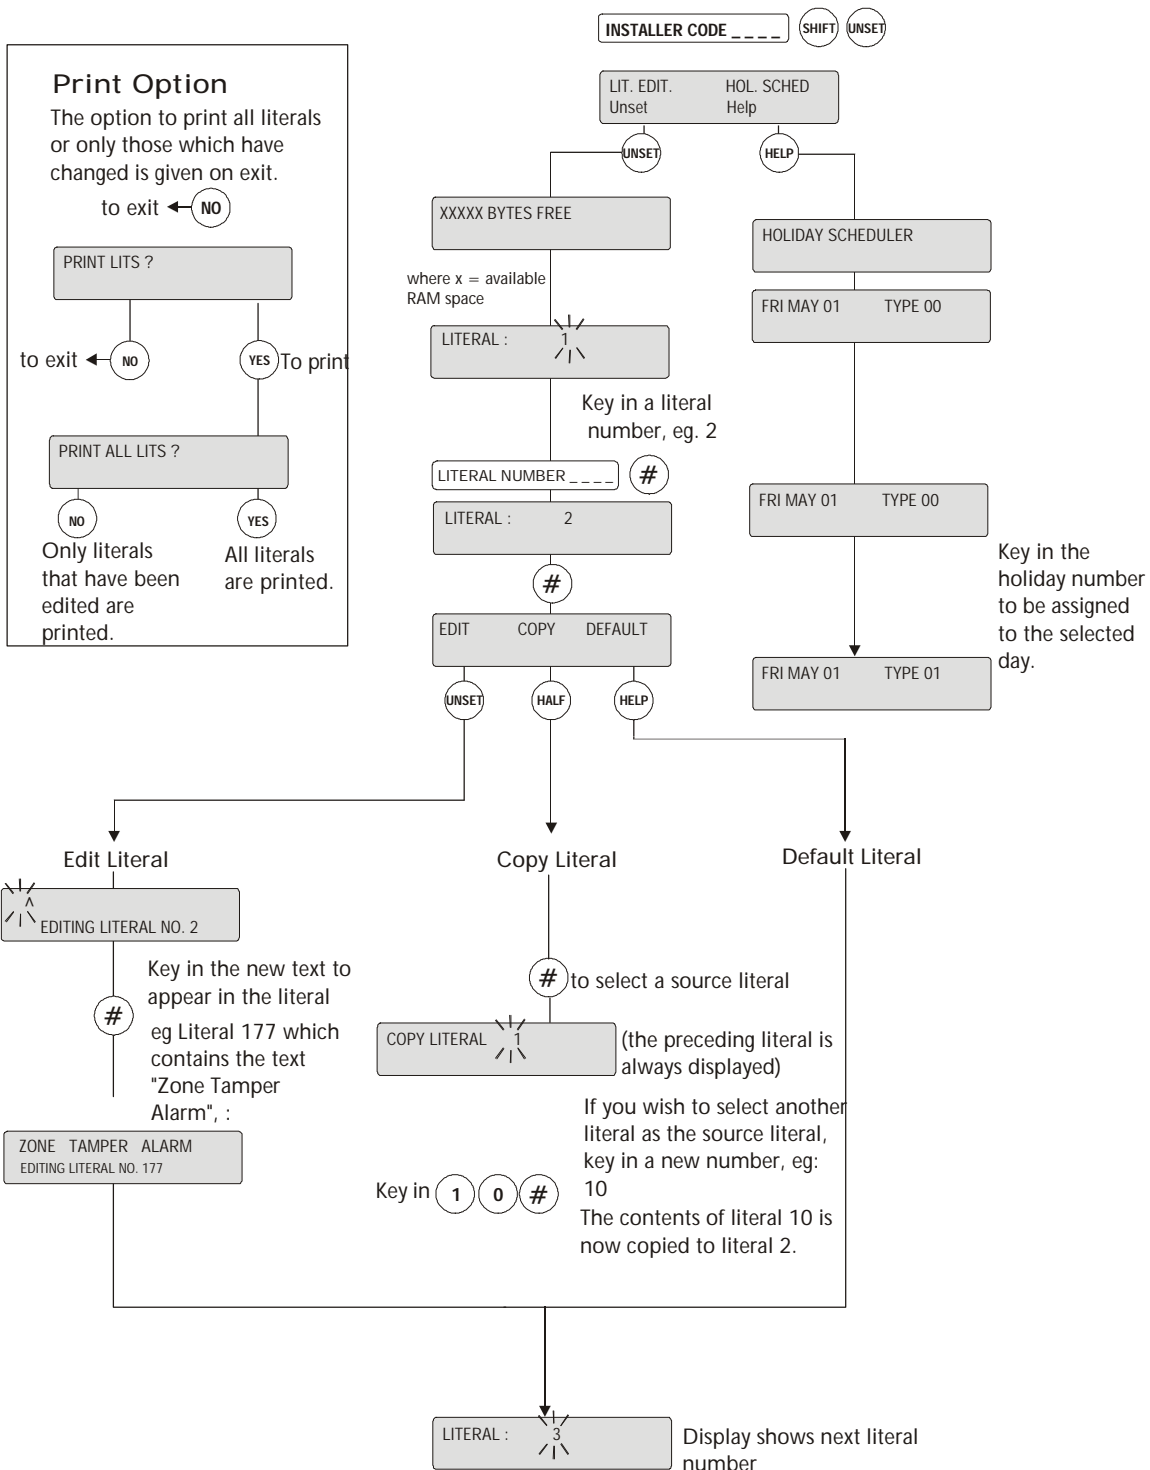 INSTALLER CODE _ _ _ _ SHIFT UNSET
Print Option
The option to print all literals
or only those which have
changed is given on exit.
to exit NO
PRINT LITS ?
to exit NO YES To print
PRINT ALL LITS ?
NO YES
Only literals
that have been
edited are
printed.
All literals
are printed.
LIT. EDIT. HOL. SCHED
Unset Help
UNSET HELP
XXXXX BYTES FREE
where x = available
RAM space
LITERAL : 1
Key in a literal
number, eg. 2
LITERAL NUMBER _ _ _ _ #
LITERAL : 2
#
EDIT COPY DEFAULT
UNSET HALF HELP
HOLIDAY SCHEDULER
FRI MAY 01 TYPE 00
FRI MAY 01 TYPE 00
Key in the
holiday number
to be assigned
to the selected
day.
FRI MAY 01 TYPE 01
Edit Literal
^
EDITING LITERAL NO. 2
#
Key in the new text to
appear in the literal
eg Literal 177 which
contains the text
"Zone Tamper
Alarm", :
ZONE TAMPER ALARM
EDITING LITERAL NO. 177
Copy Literal
# to select a source literal
COPY LITERAL 1
(the preceding literal is
always displayed)
If you wish to select another
literal as the source literal,
key in a new number, eg:
10
Key in 1 0 #
The contents of literal 10 is
now copied to literal 2.
Default Literal
LITERAL : 3
Display shows next literal
number